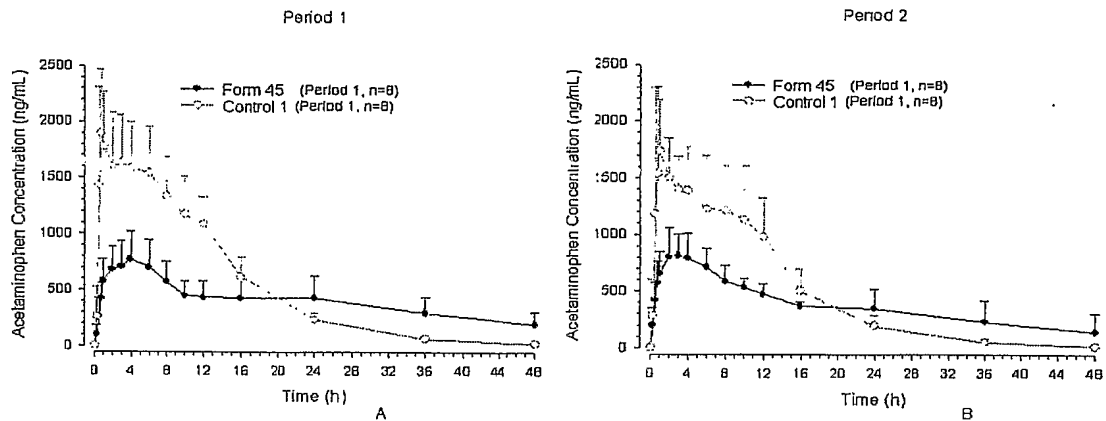 Period 1
Acetaminophen Concentration (ng/mL)
2500
2000
1500
1000
500
0
Form 45 (Period 1, n=8)
Control 1 (Period 1, n=8)
0 4 8 12 16 20 24 28 32 36 40 44 48
Time (h)
A
Period 2
Acetaminophen Concentration (ng/mL)
2500
2000
1500
1000
500
0
Form 45 (Period 1, n=8)
Control 1 (Period 1, n=8)
0 4 8 12 16 20 24 28 32 36 40 44 48
Time (h)
B